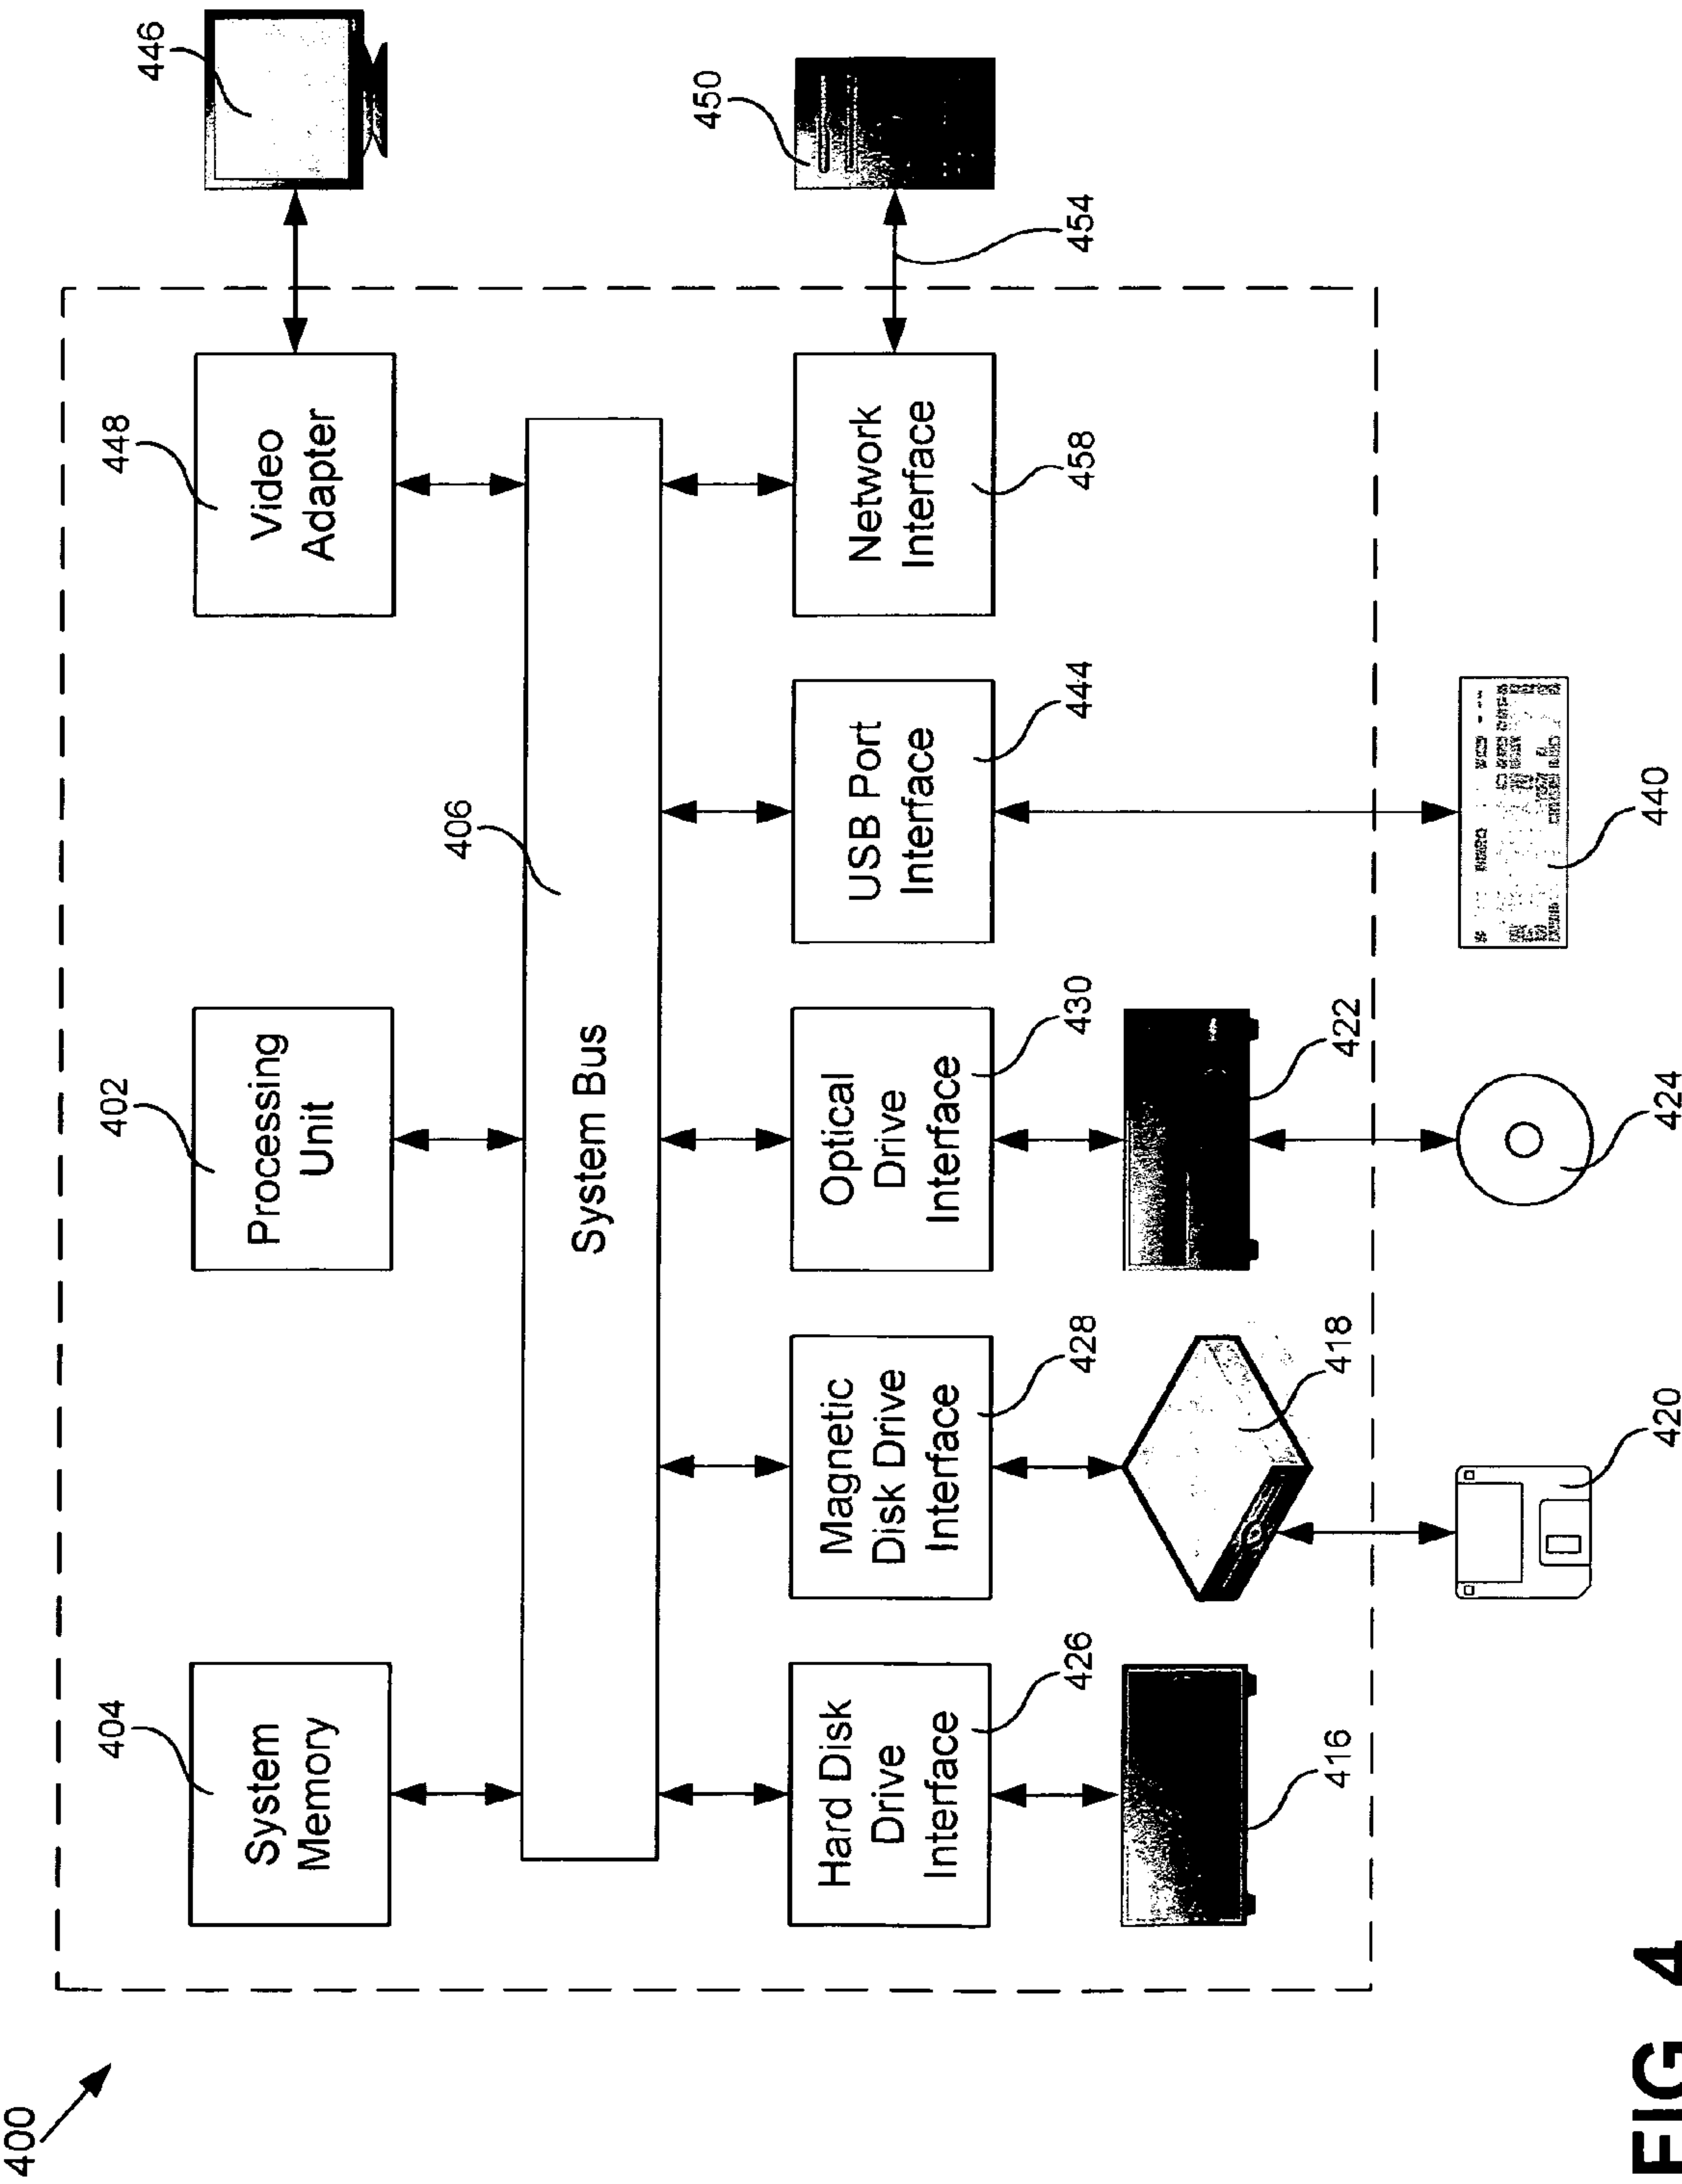 400
404
System
Memory
402
Processing
Unit
448
Video
Adapter
446
406
System Bus
Hard Disk
Drive
Interface
426
Magnetic
Disk Drive
Interface
428
Optical
Drive
Interface
430
USB Port
Interface
444
Network
Interface
458
450
454
416
418
422
420
424
440
FIG. 4